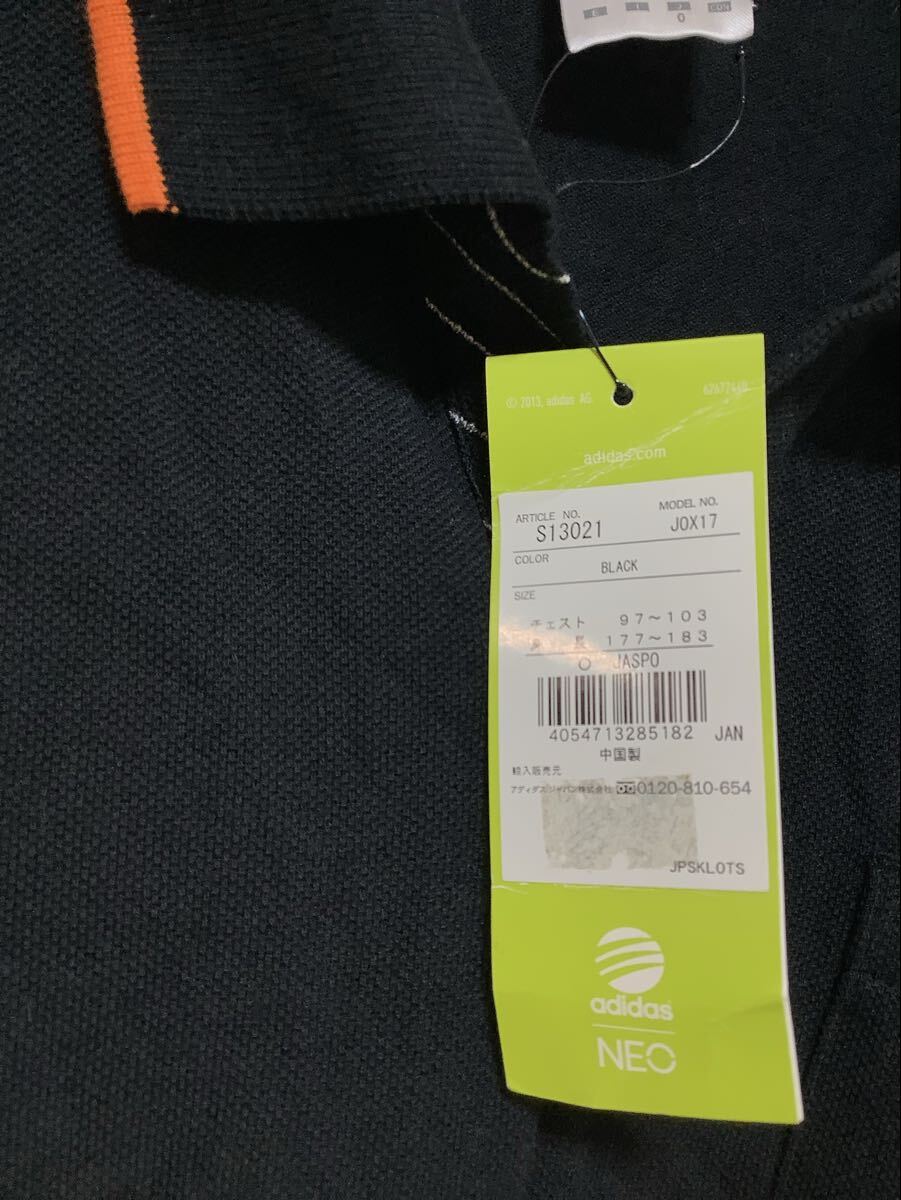 E I J CON
O
© 2013, adidas AG.
adidas.com
ARTICLE NO. MODEL NO.
S13021 JOX17
COLOR
BLACK
SIZE
チェスト 97～103
身長 177～183
O JASPO
4054713285182 JAN
中国製
輸入販売元
アディダスジャパン株式会社 0120-810-654
JPSKLOTS
adidas
NEO